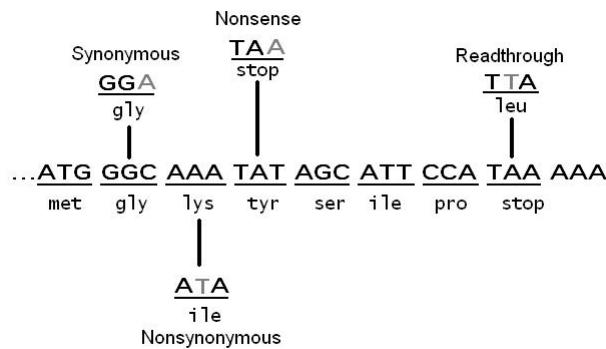 Nonsense
Synonymous
TAA
Readthrough
GGA
stop
TTA
gly
leu
...ATG GGC AAA TAT AGC ATT CCA TAA AAA
met gly lys tyr ser ile pro stop
ATA
ile
Nonsynonymous